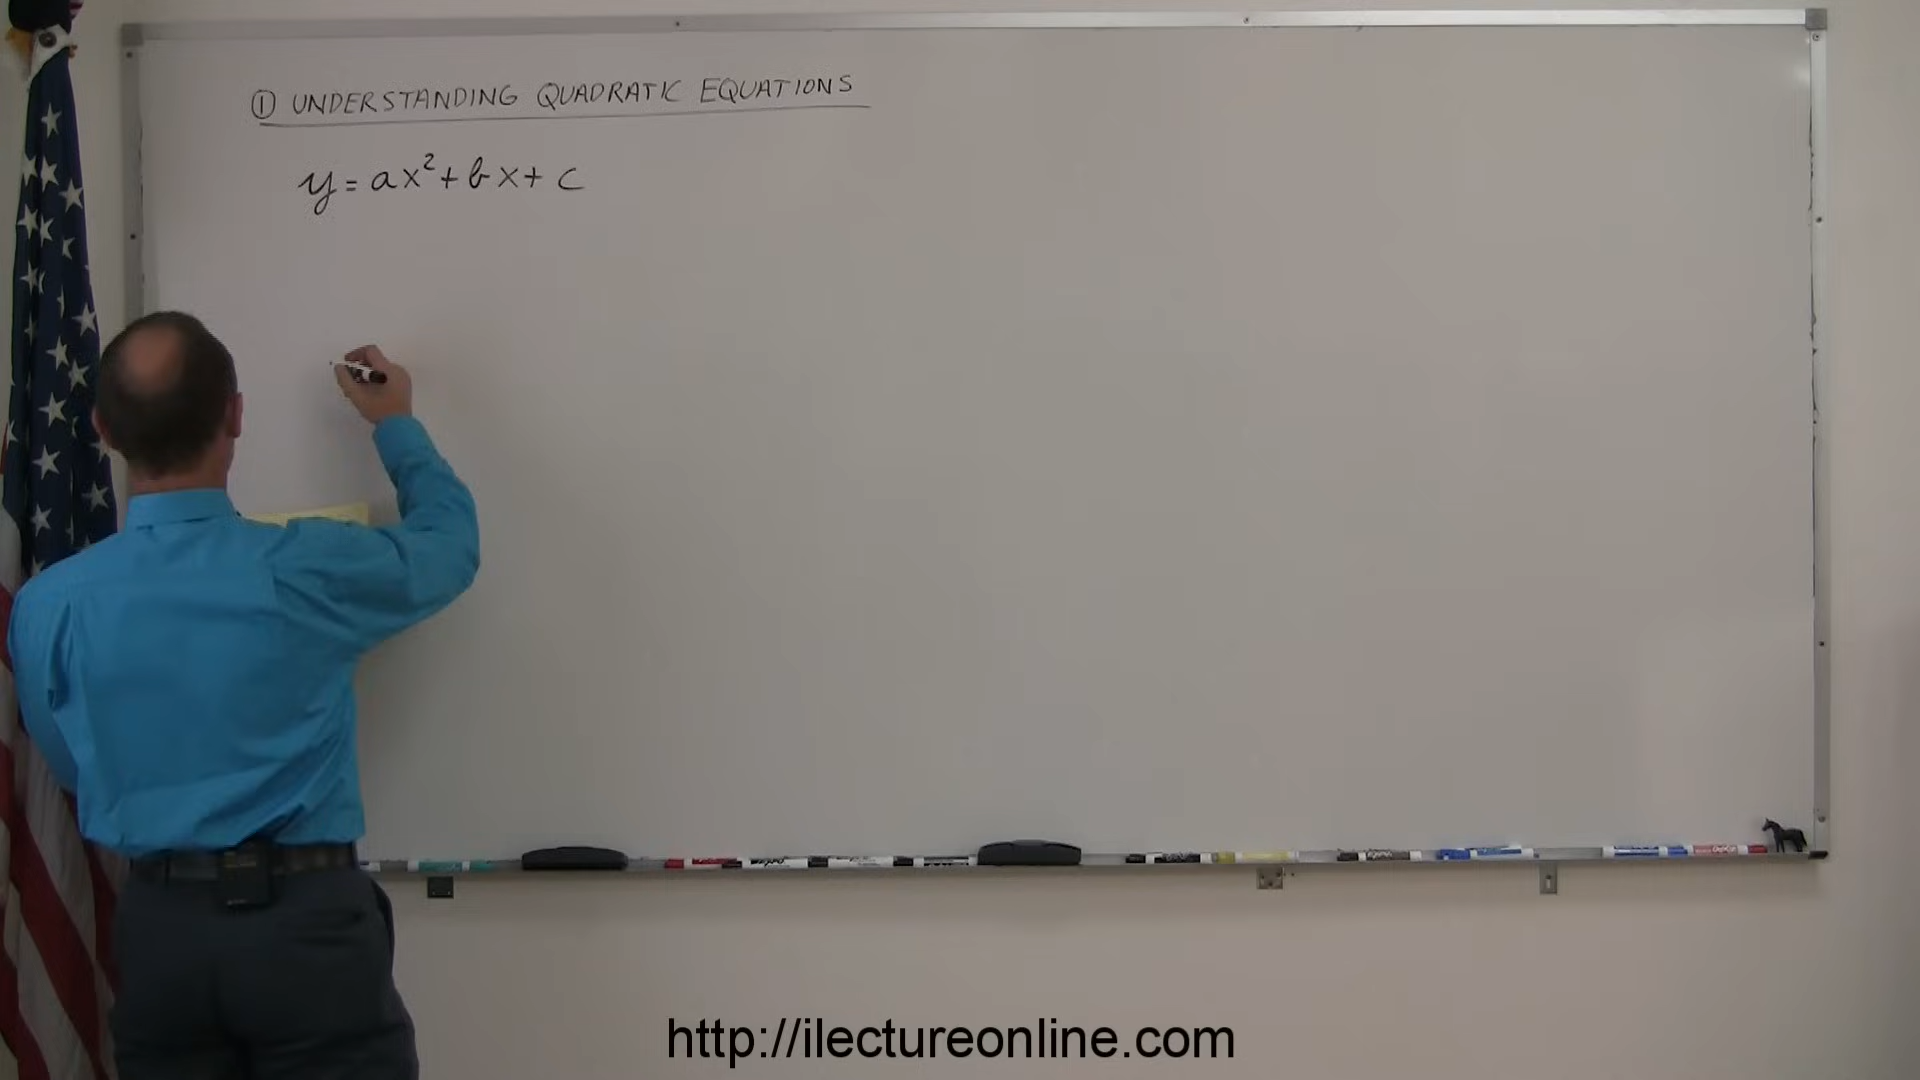 ① UNDERSTANDING QUADRATIC EQUATIONS
y = ax² + bx + c
http://ilectureonline.com